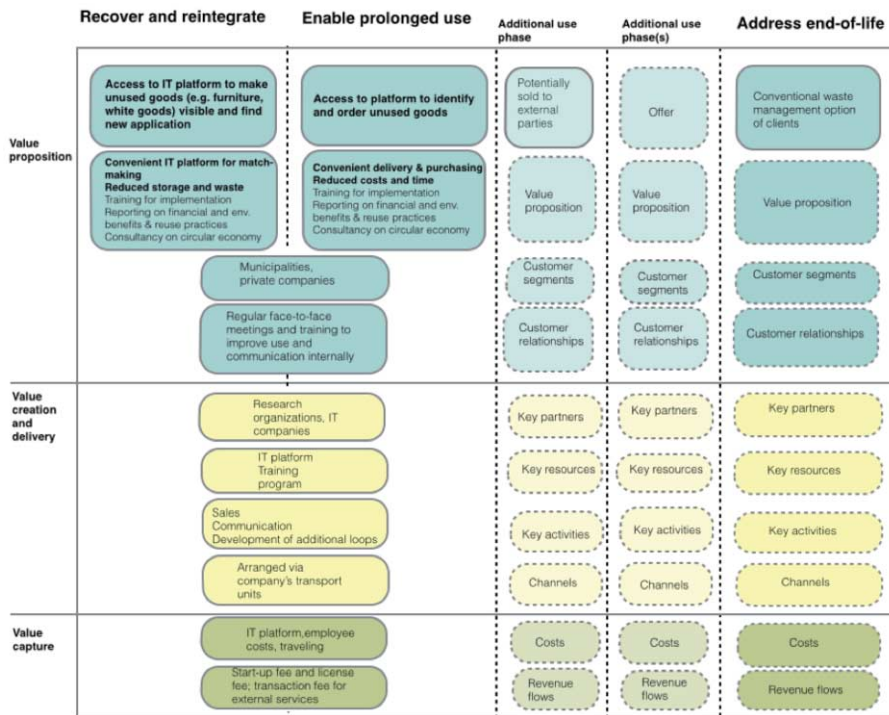 Recover and reintegrate
Enable prolonged use
Additional use
phase
Additional use
phase(s)
Address end-of-life
Value
proposition
Access to IT platform to make
unused goods (e.g. furniture,
white goods) visible and find
new application
Access to platform to identify
and order unused goods
Potentially
sold to
external
parties
Offer
Conventional waste
management option
of clients
Convenient IT platform for match-
making
Reduced storage and waste
Training for implementation
Reporting on financial and env.
benefits & reuse practices
Consultancy on circular economy
Convenient delivery & purchasing
Reduced costs and time
Training for implementation
Reporting on financial and env.
benefits & reuse practices
Consultancy on circular economy
Value
proposition
Value
proposition
Value proposition
Municipalities,
private companies
Customer
segments
Customer
segments
Customer segments
Regular face-to-face
meetings and training to
improve use and
communication internally
Customer
relationships
Customer
relationships
Customer relationships
Value
creation
and
delivery
Research
organizations, IT
companies
Key partners
Key partners
Key partners
IT platform
Training
program
Key resources
Key resources
Key resources
Sales
Communication
Development of additional loops
Key activities
Key activities
Key activities
Arranged via
company's transport
units
Channels
Channels
Channels
Value
capture
IT platform,employee
costs, traveling
Costs
Costs
Costs
Start-up fee and license
fee; transaction fee for
external services
Revenue
flows
Revenue
flows
Revenue flows